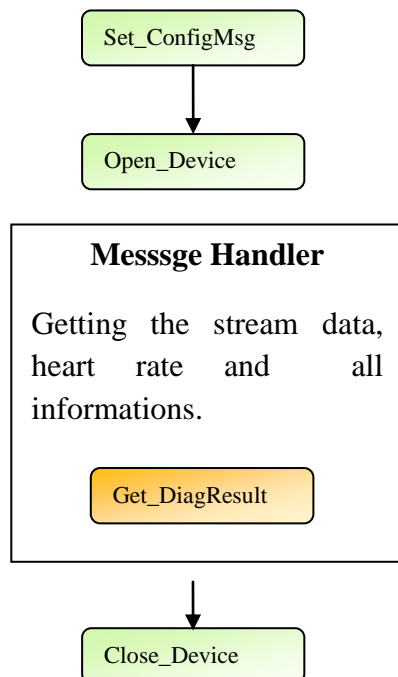 Set_ConfigMsg
Open_Device
Messsge Handler
Getting the stream data,
heart rate and all
informations.
Get_DiagResult
Close_Device